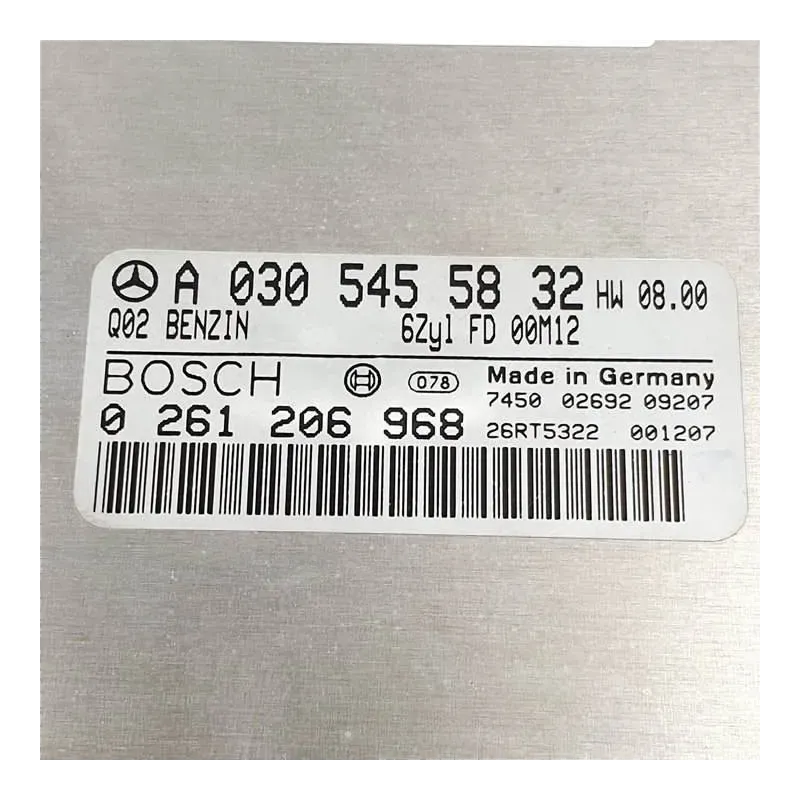 A 030 545 58 32 HW 08.00
Q02 BENZIN 6Zyl FD 00M12
BOSCH 078 Made in Germany
7450 02692 09207
0 261 206 968 26RT5322 001207